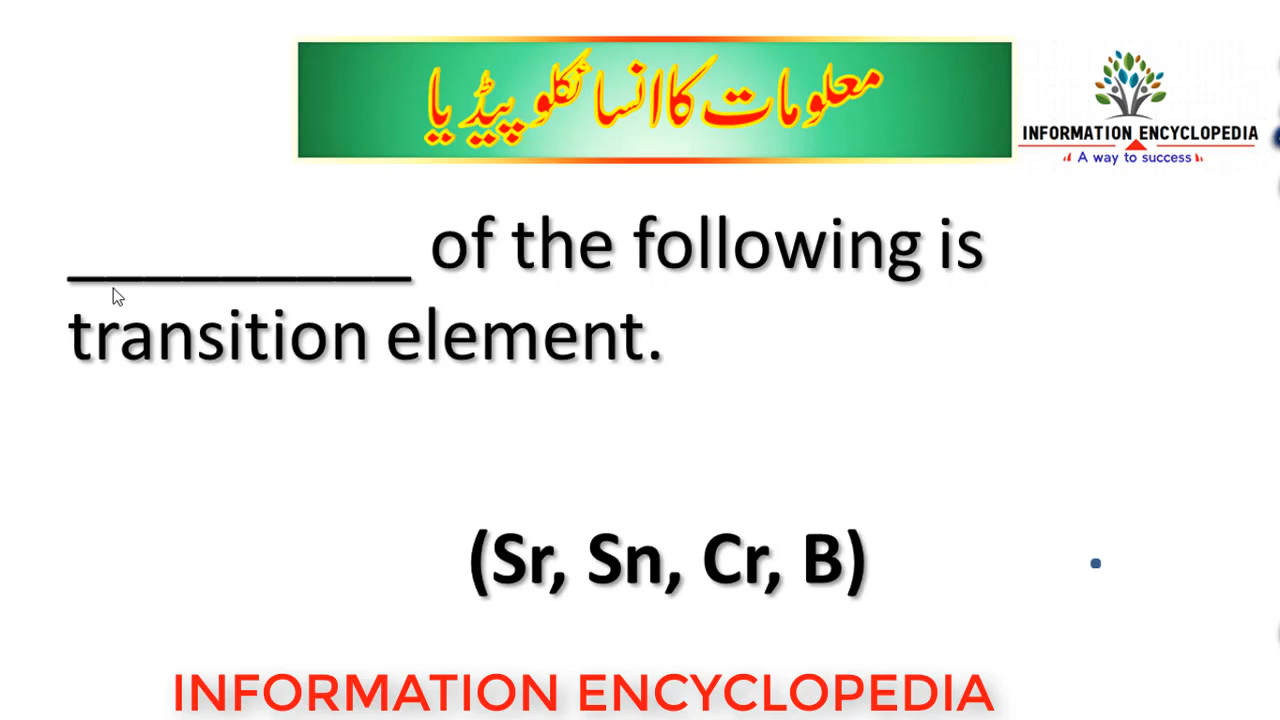 معلومات کا انسائکلوپیڈیا
INFORMATION ENCYCLOPEDIA
A way to success
_________ of the following is
transition element.
(Sr, Sn, Cr, B)
INFORMATION ENCYCLOPEDIA